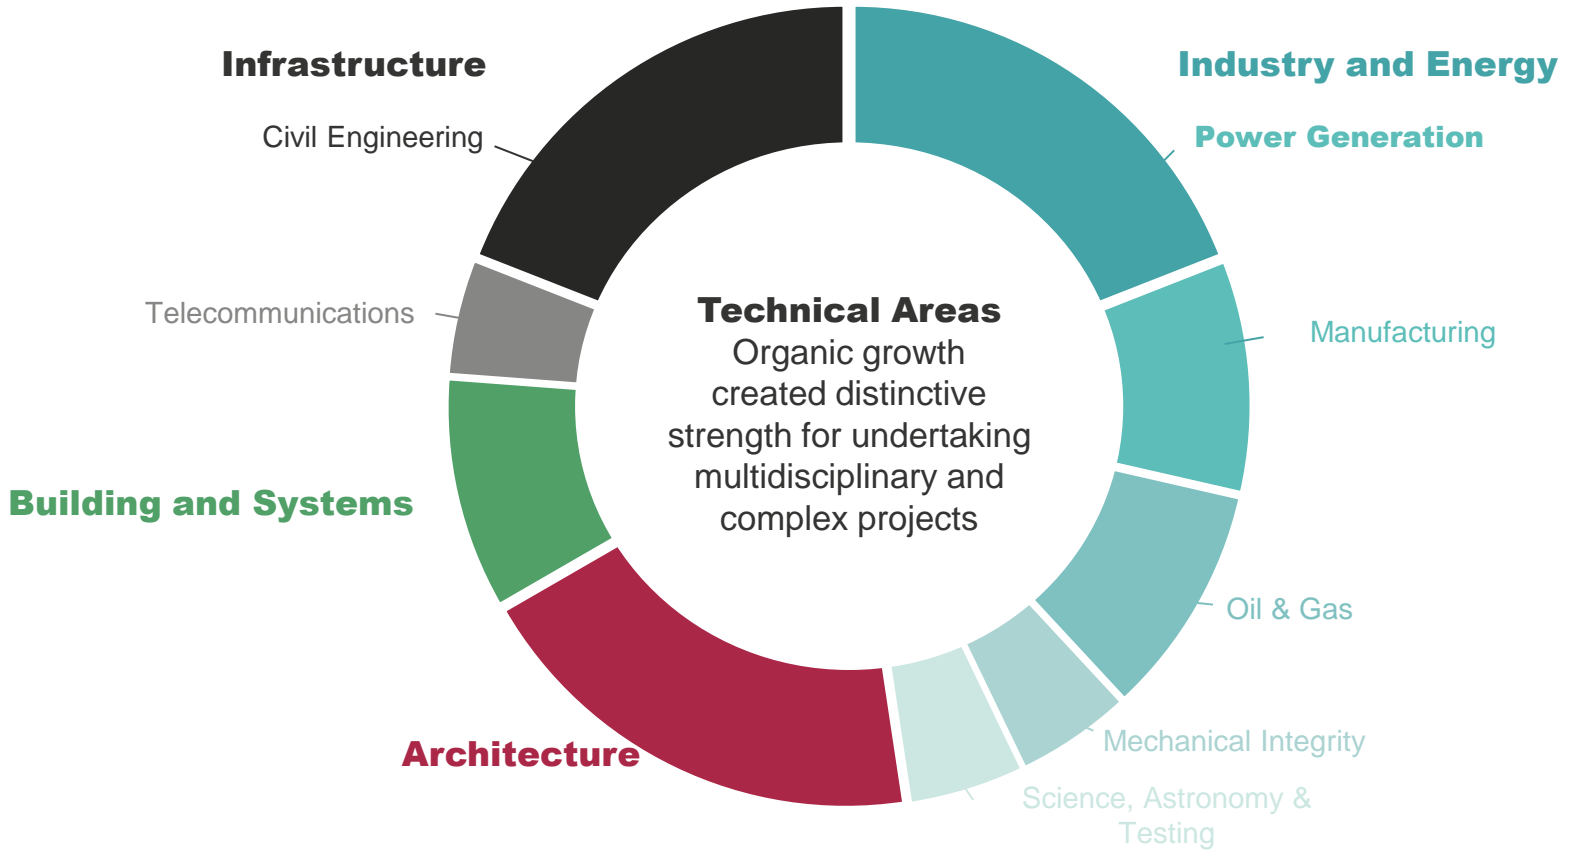 Infrastructure
Civil Engineering
Telecommunications
Building and Systems
Architecture
Technical Areas
Organic growth
created distinctive
strength for undertaking
multidisciplinary and
complex projects
Industry and Energy
Power Generation
Manufacturing
Oil & Gas
Mechanical Integrity
Science, Astronomy &
Testing